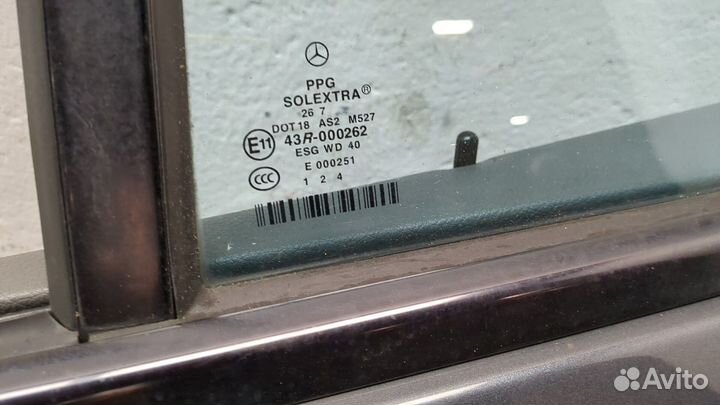 PPG
SOLEXTRA®
26 7
DOT18 AS2 M527
E11 43R-000262
ESG WD 40
E 000251
CCC 1 2 4
Avito